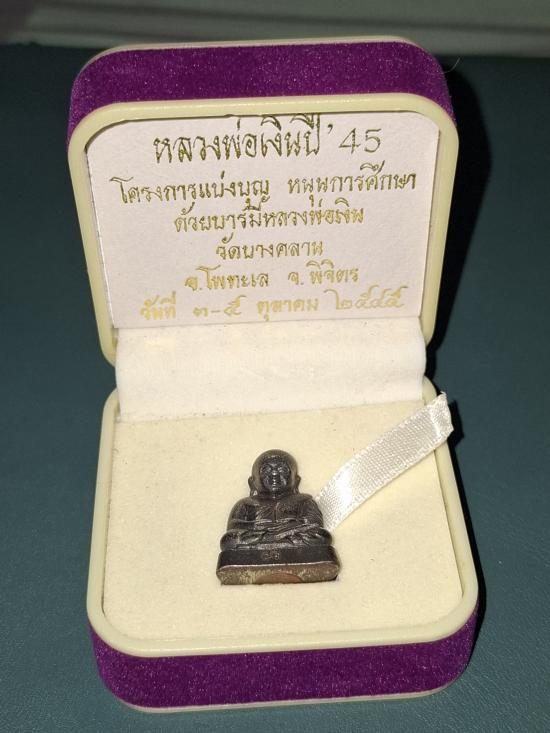 หลวงพ่อเงินปี '45
โครงการแบ่งบุญ หนุนการศึกษา
ด้วยบารมีหลวงพ่อเงิน
วัดบางคลาน
อ.โพทะเล จ.พิจิตร
วันที่ ๓-๕ ตุลาคม ๒๕๔๕